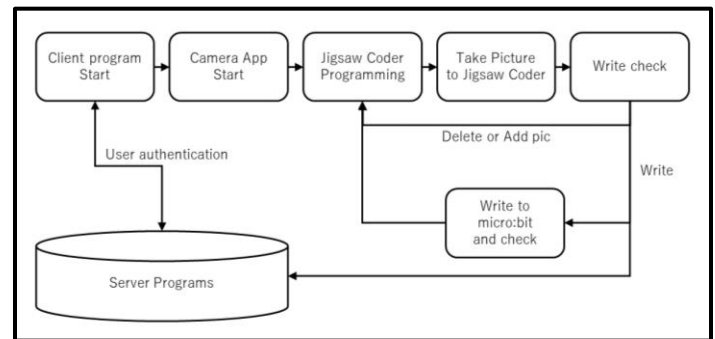 Client program
Start
Camera App
Start
Jigsaw Coder
Programming
Take Picture
to Jigsaw Coder
Write check
Delete or Add pic
User authentication
Write
Write to
micro:bit
and check
Server Programs